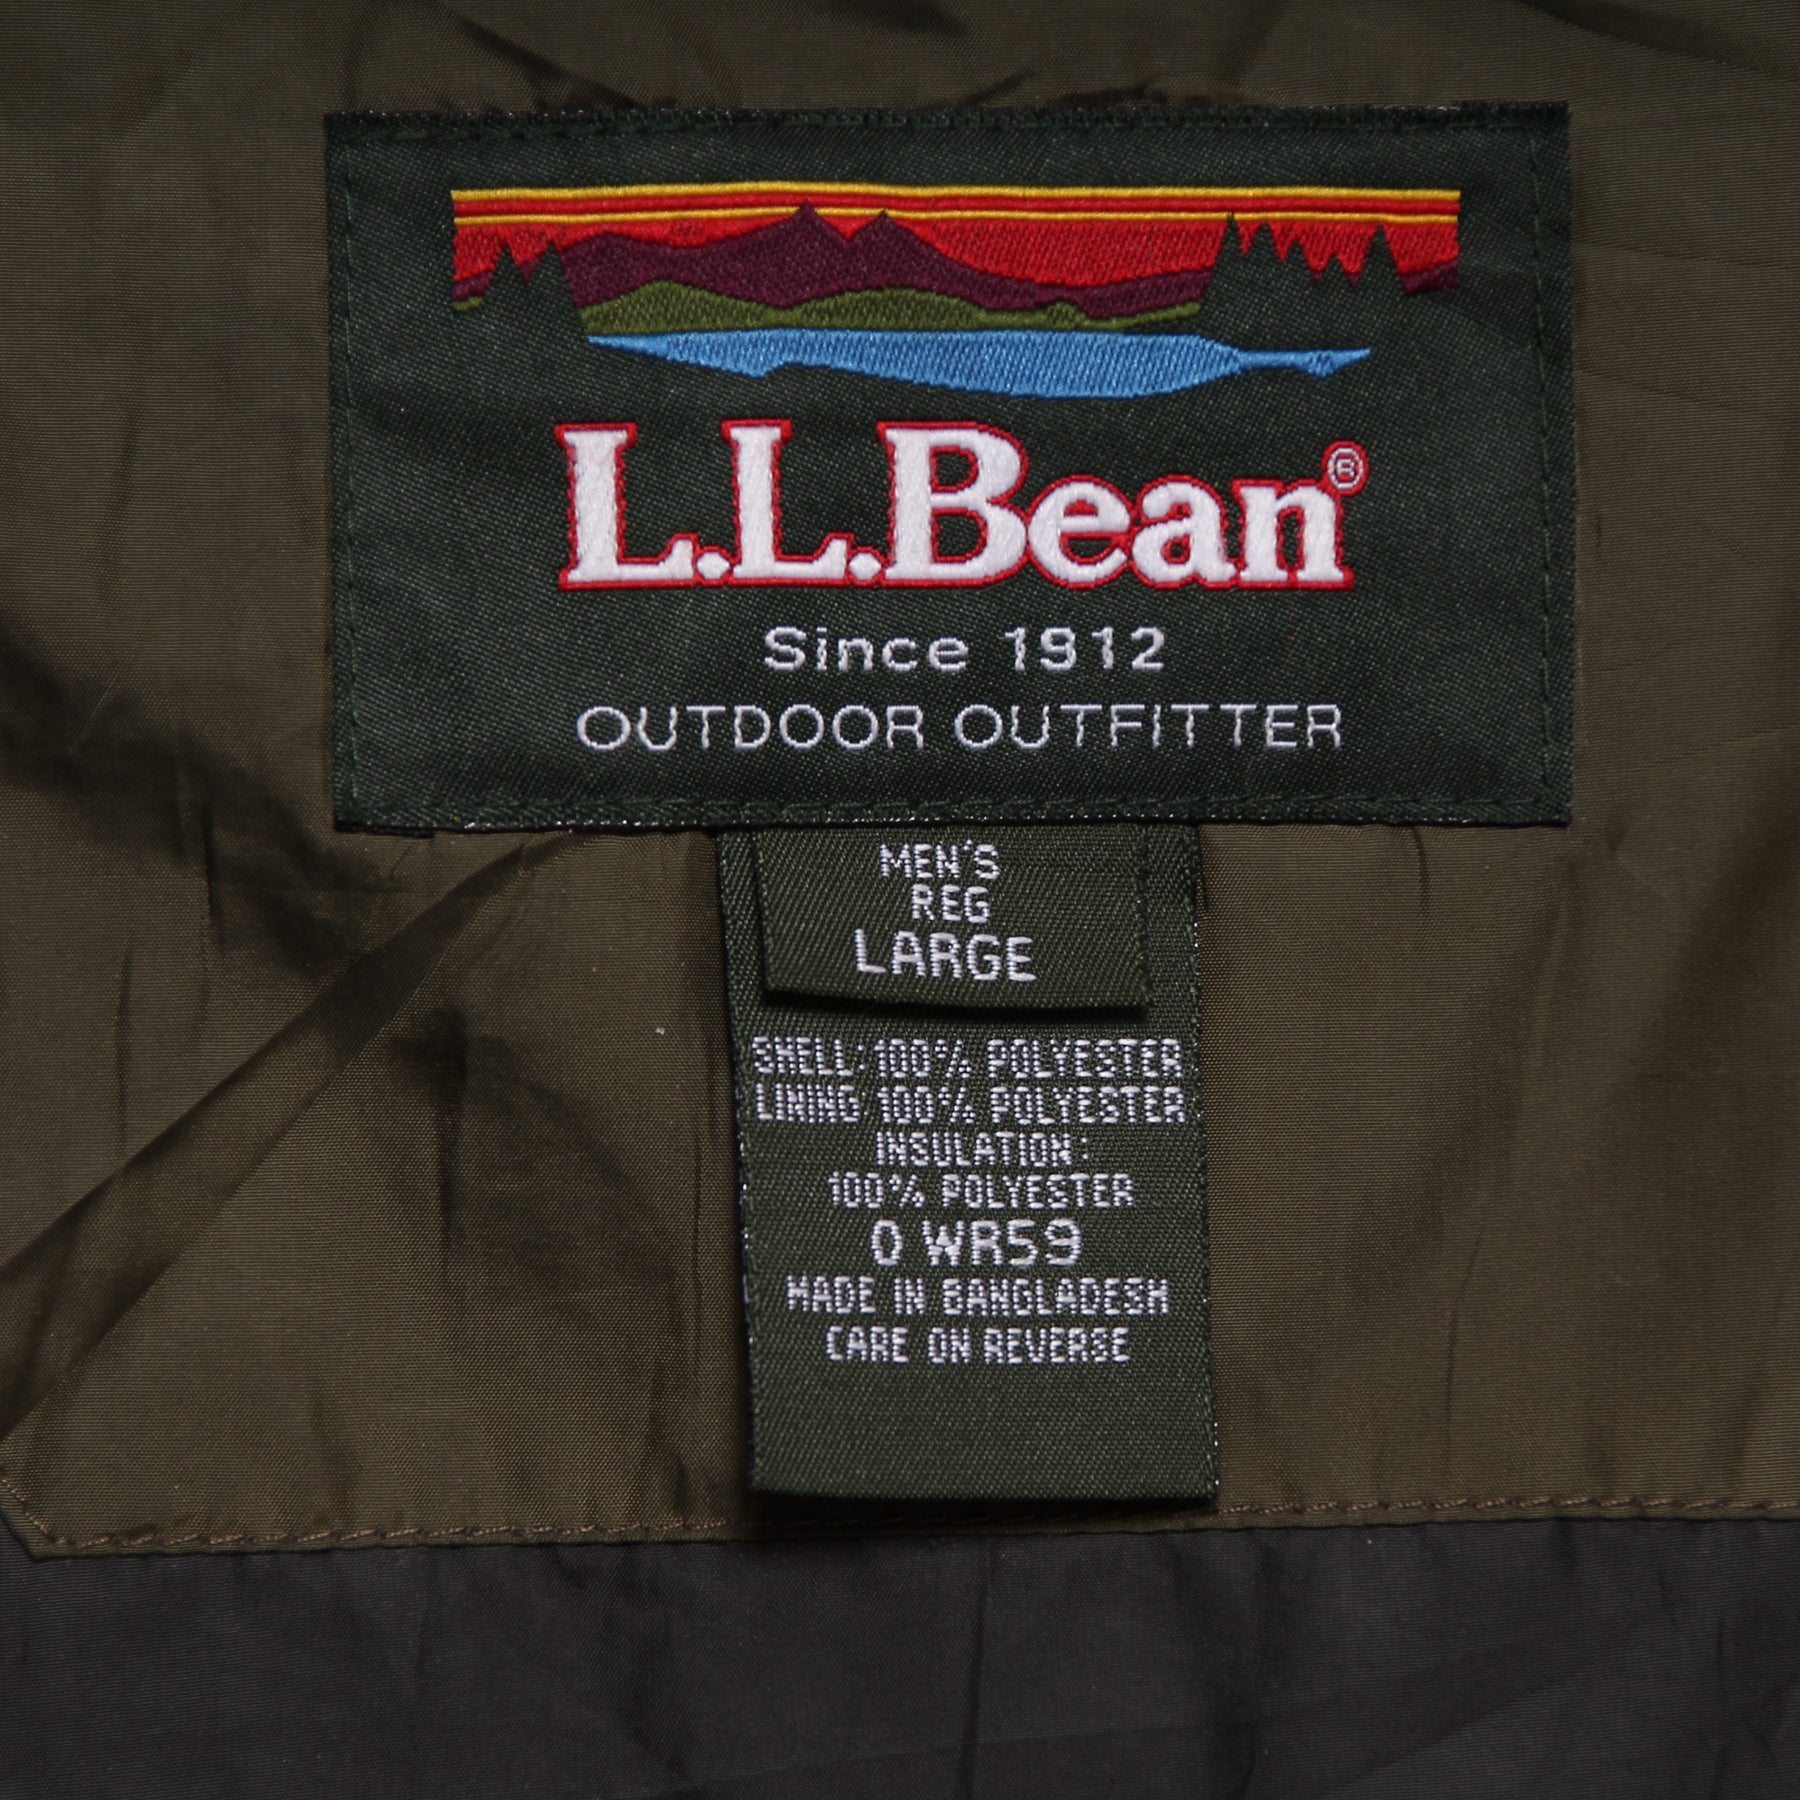 L.L.Bean®
Since 1912
OUTDOOR OUTFITTER
MEN'S
REG
LARGE
SHELL:100% POLYESTER
LINING 100% POLYESTER
INSULATION:
100% POLYESTER
0 WR59
MADE IN BANGLADESH
CARE ON REVERSE